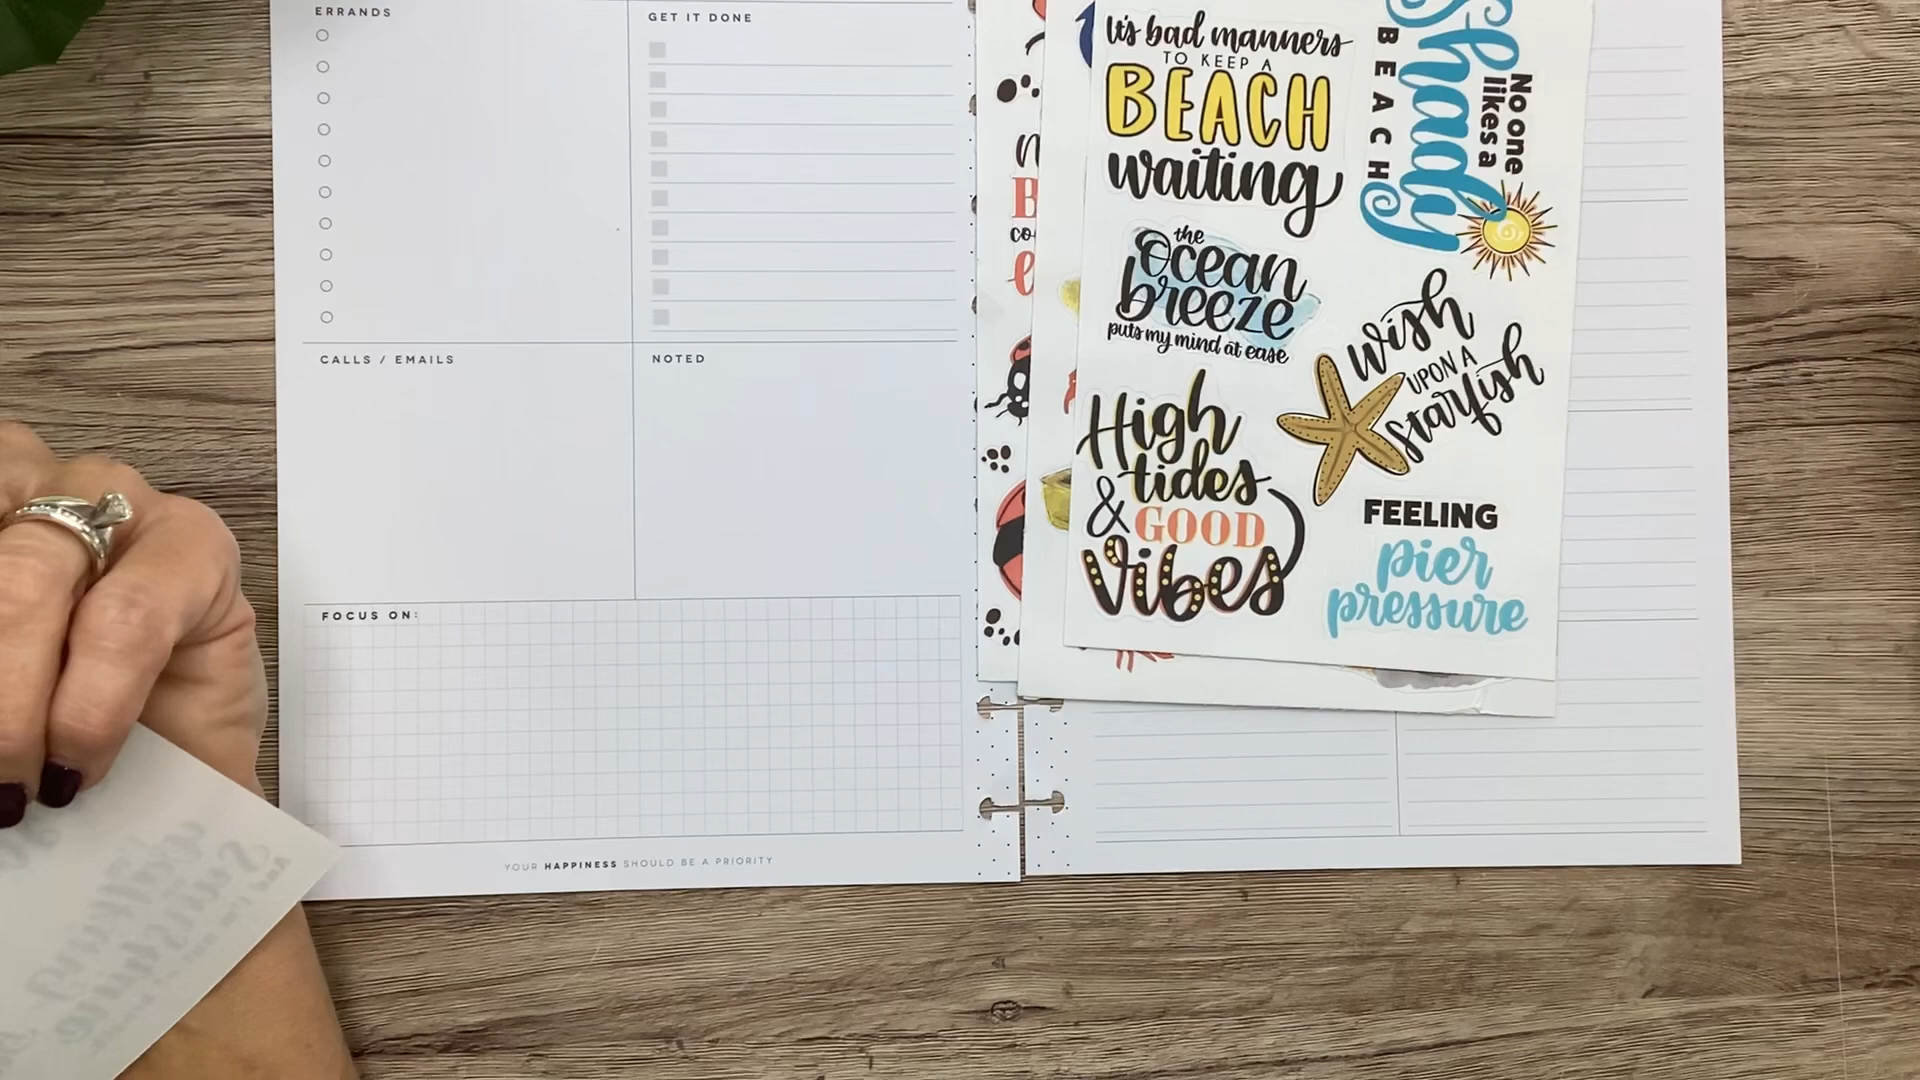 ERRANDS
GET IT DONE
CALLS / EMAILS
NOTED
FOCUS ON:
YOUR HAPPINESS SHOULD BE A PRIORITY
It's bad manners
TO KEEP A
BEACH
waiting
No one
likes a
Shady
BEACH
the
Ocean
breeze
puts my mind at ease
wish
UPON A
starfish
High
tides
& GOOD
vibes
FEELING
pier
pressure
walking
Sunshine